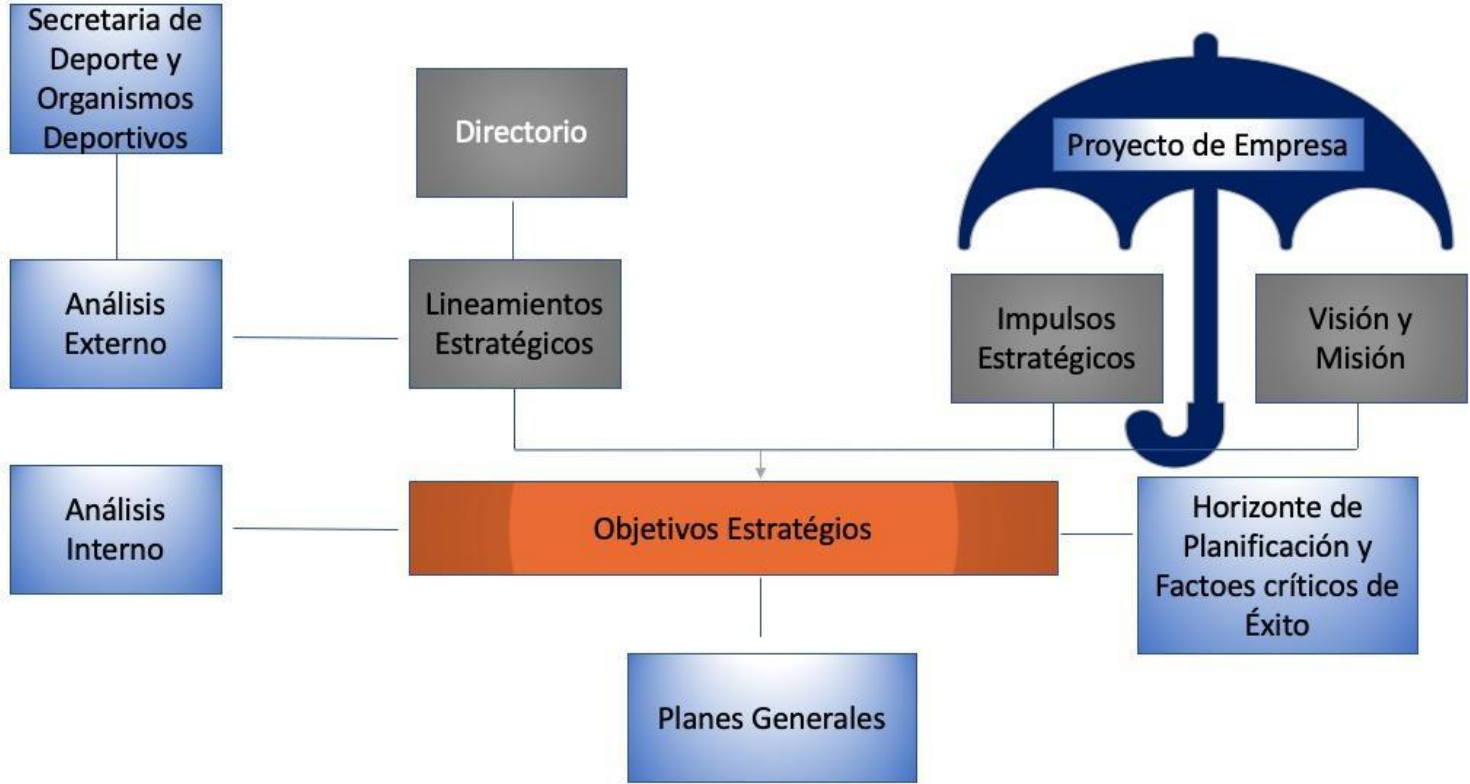 Secretaria de
Deporte y
Organismos
Deportivos
Directorio
Proyecto de Empresa
Análisis
Externo
Lineamientos
Estratégicos
Impulsos
Estratégicos
Visión y
Misión
Análisis
Interno
Objetivos Estratégios
Horizonte de
Planificación y
Factoes críticos de
Éxito
Planes Generales